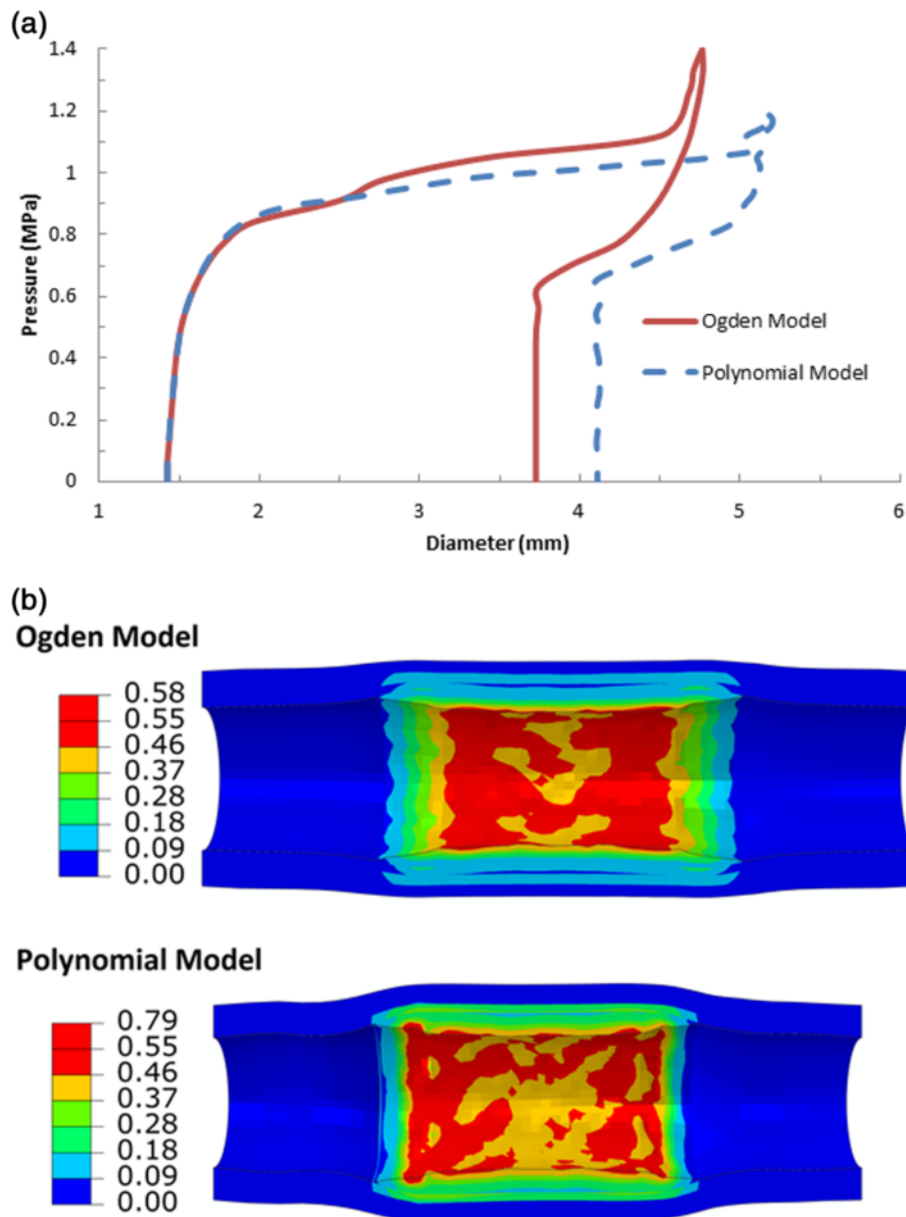 (a)
1.4
1.2
1
0.8
0.6
0.4
0.2
0
Pressure (MPa)
Ogden Model
Polynomial Model
1 2 3 4 5 6
Diameter (mm)
(b)
Ogden Model
0.58
0.55
0.46
0.37
0.28
0.18
0.09
0.00
Polynomial Model
0.79
0.55
0.46
0.37
0.28
0.18
0.09
0.00